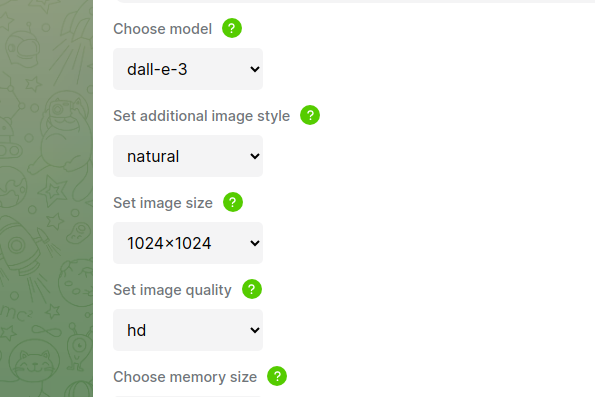 Choose model ?
dall-e-3
Set additional image style ?
natural
Set image size ?
1024×1024
Set image quality ?
hd
Choose memory size ?